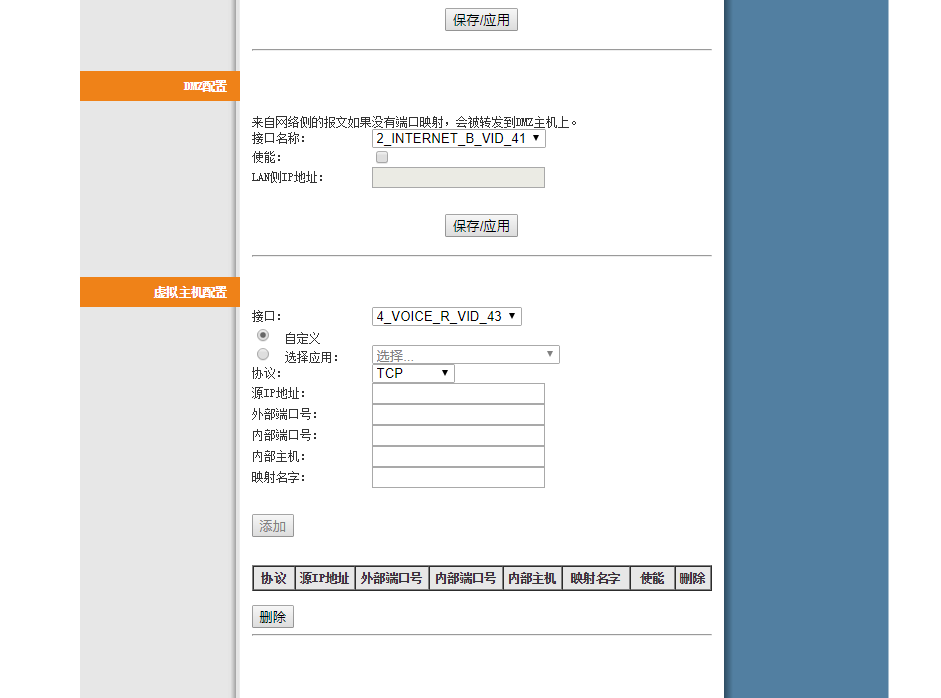 保存/应用
DMZ配置
来自网络侧的报文如果没有端口映射，会被转发到DMZ主机上。
接口名称： 2_INTERNET_B_VID_41
使能：
LAN侧IP地址：
保存/应用
虚拟主机配置
接口： 4_VOICE_R_VID_43
自定义
选择应用： 选择...
协议： TCP
源IP地址：
外部端口号：
内部端口号：
内部主机：
映射名字：
添加
协议 源IP地址 外部端口号 内部端口号 内部主机 映射名字 使能 删除
删除